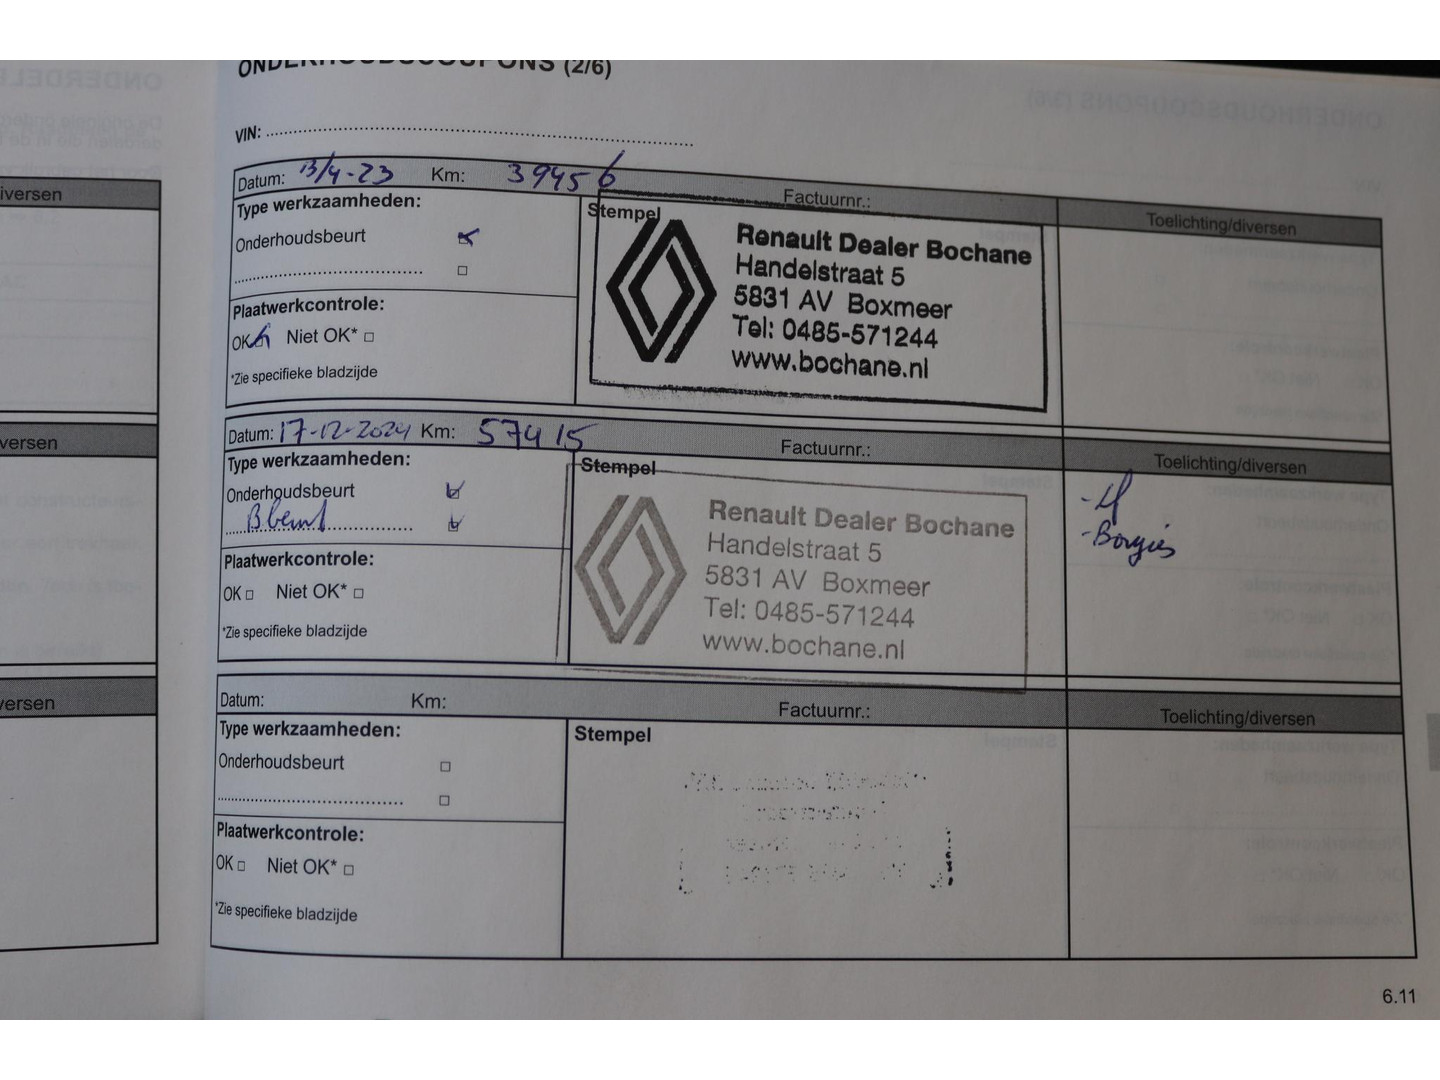 ONDERHOUDSCOUPONS (2/6)
VIN:
Datum: 13/4-23 Km: 39456 Factuurnr.: Toelichting/diversen
Type werkzaamheden:
Stempel
Onderhoudsbeurt
Plaatwerkcontrole:
OK Niet OK*
*Zie specifieke bladzijde
Renault Dealer Bochane
Handelstraat 5
5831 AV Boxmeer
Tel: 0485-571244
www.bochane.nl
Datum: 17-12-2024 Km: 57415 Factuurnr.: Toelichting/diversen
Type werkzaamheden:
Stempel
Onderhoudsbeurt
Plaatwerkcontrole:
OK Niet OK*
*Zie specifieke bladzijde
Renault Dealer Bochane
Handelstraat 5
5831 AV Boxmeer
Tel: 0485-571244
www.bochane.nl
- Bougies
Datum: Km: Factuurnr.: Toelichting/diversen
Type werkzaamheden:
Stempel
Onderhoudsbeurt
Plaatwerkcontrole:
OK Niet OK*
*Zie specifieke bladzijde
6.11
iversen
versen
versen